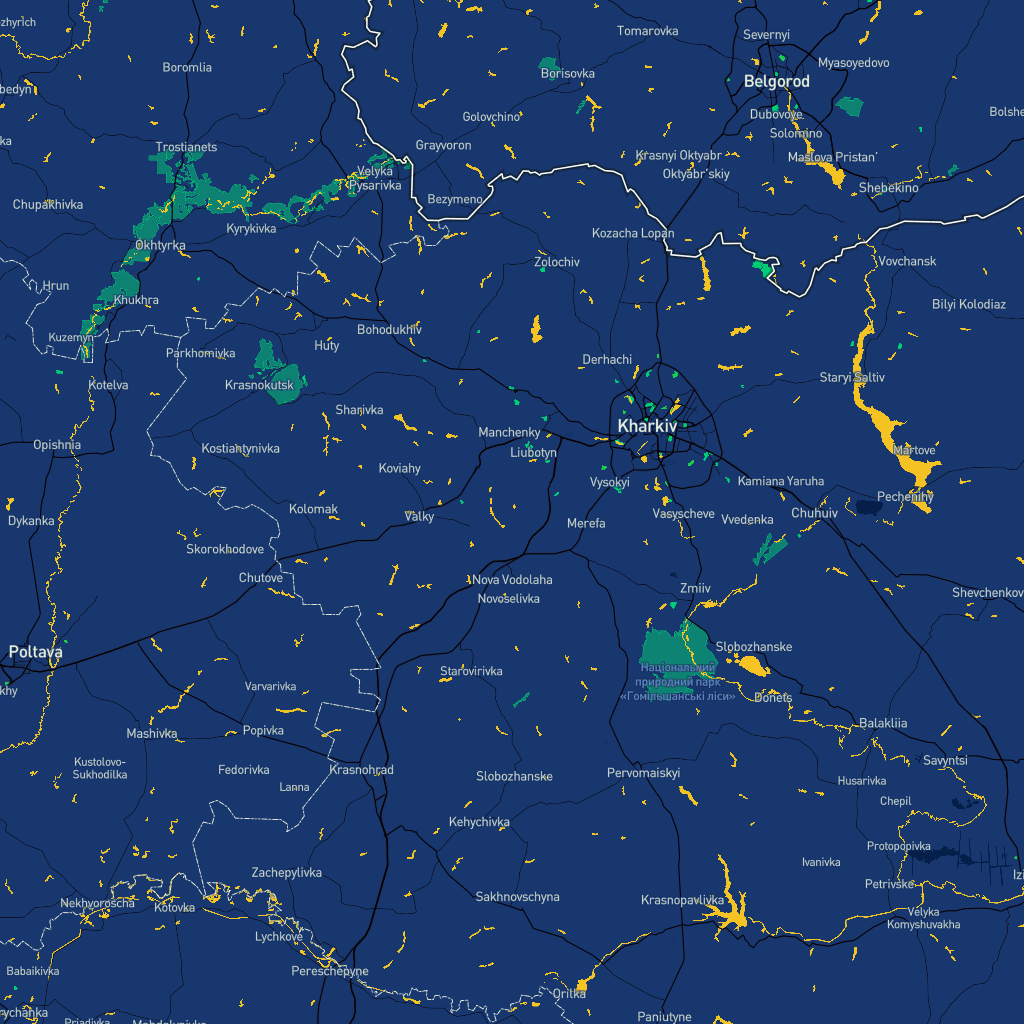 Tomarovka
Severnyi
Myasoyedovo
Boromlia
Borisovka
Belgorod
Golovchino
Dubovoye
Bolshe
Solomino
Trostianets
Grayvoron
Krasnyi Oktyabr
Oktyabr'skiy
Maslova Pristan'
Velyka
Pysarivka
Shebekino
Bezymeno
Chupakhivka
Kyrykivka
Kozacha Lopan
Okhtyrka
Zolochiv
Vovchansk
Hrun
Khukhra
Bilyi Kolodiaz
Kuzemyn
Bohodukhiv
Huty
Parkhomivka
Derhachi
Krasnokutsk
Kotelva
Staryi Saltiv
Sharivka
Kharkiv
Manchenky
Opishnia
Kostiantynivka
Liubotyn
Martove
Koviahy
Vysokyi
Kamiana Yaruha
Pechenihy
Kolomak
Valky
Merefa
Vasyscheve
Vvedenka
Chuhuiv
Dykanka
Skorokhodove
Chutove
Nova Vodolaha
Novoselivka
Zmiiv
Shevchenkov
Poltava
Slobozhanske
Starovirivka
Національний
природний парк
«Гомільшанські ліси»
khy
Varvarivka
Donets
Mashivka
Popivka
Balakliia
Kustolovo-
Sukhodilka
Fedorivka
Krasnohrad
Slobozhanske
Pervomaiskyi
Savyntsi
Lanna
Husarivka
Chepil
Kehychivka
Protopopivka
Zachepylivka
Ivanivka
Izi
Petrivske
Nekhvoroscha
Kotovka
Sakhnovschyna
Krasnopavlivka
Velyka
Komyshuvakha
Lychkove
Babaikivka
Pereschepyne
Orilka
rychanka
Paniutyne